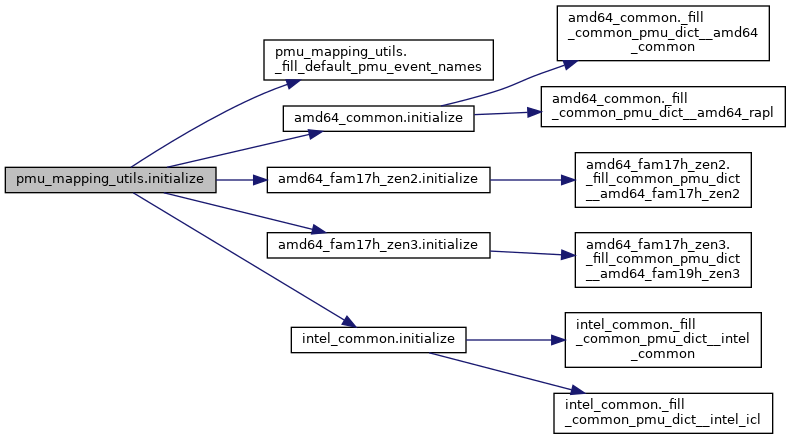 pmu_mapping_utils.initialize
pmu_mapping_utils.
_fill_default_pmu_event_names
amd64_common.initialize
amd64_common._fill
_common_pmu_dict__amd64
_common
amd64_common._fill
_common_pmu_dict__amd64_rapl
amd64_fam17h_zen2.initialize
amd64_fam17h_zen2.
_fill_common_pmu_dict
__amd64_fam17h_zen2
amd64_fam17h_zen3.initialize
amd64_fam17h_zen3.
_fill_common_pmu_dict
__amd64_fam19h_zen3
intel_common.initialize
intel_common._fill
_common_pmu_dict__intel
_common
intel_common._fill
_common_pmu_dict__intel_icl